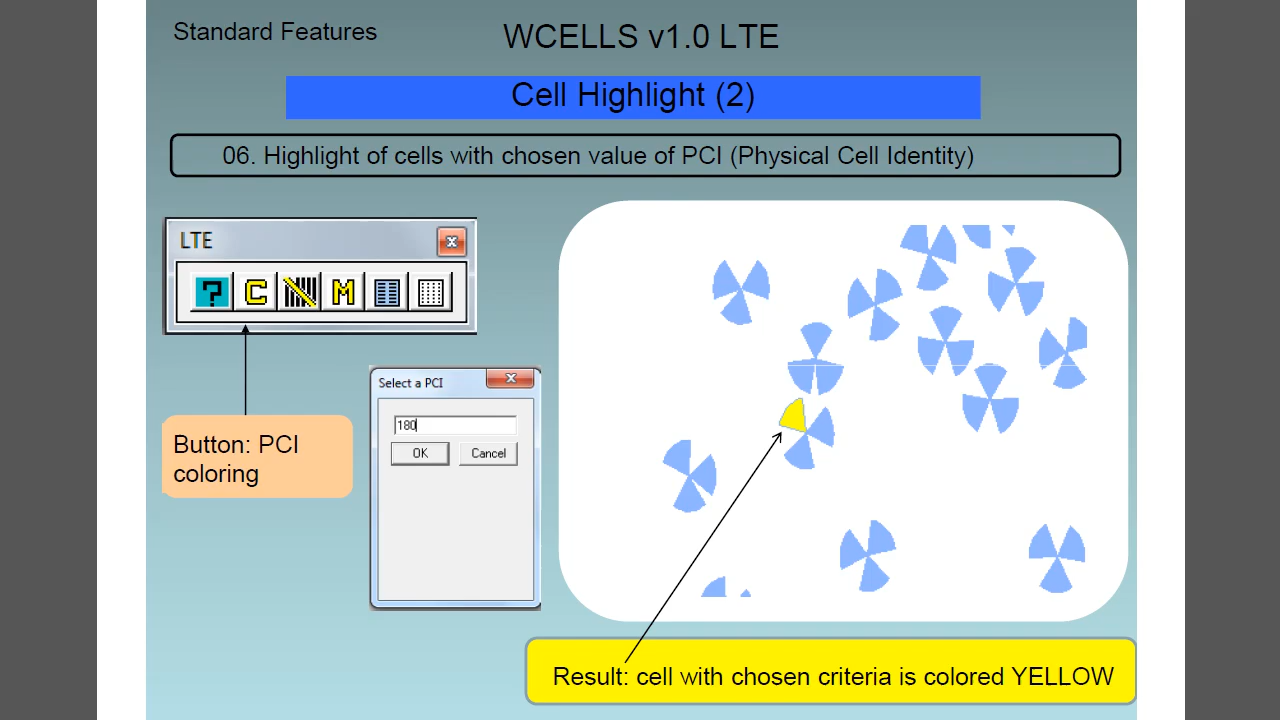 Standard Features
WCELLS v1.0 LTE
Cell Highlight (2)
06. Highlight of cells with chosen value of PCI (Physical Cell Identity)
LTE
? C M
Button: PCI
coloring
Select a PCI
180
OK Cancel
Result: cell with chosen criteria is colored YELLOW